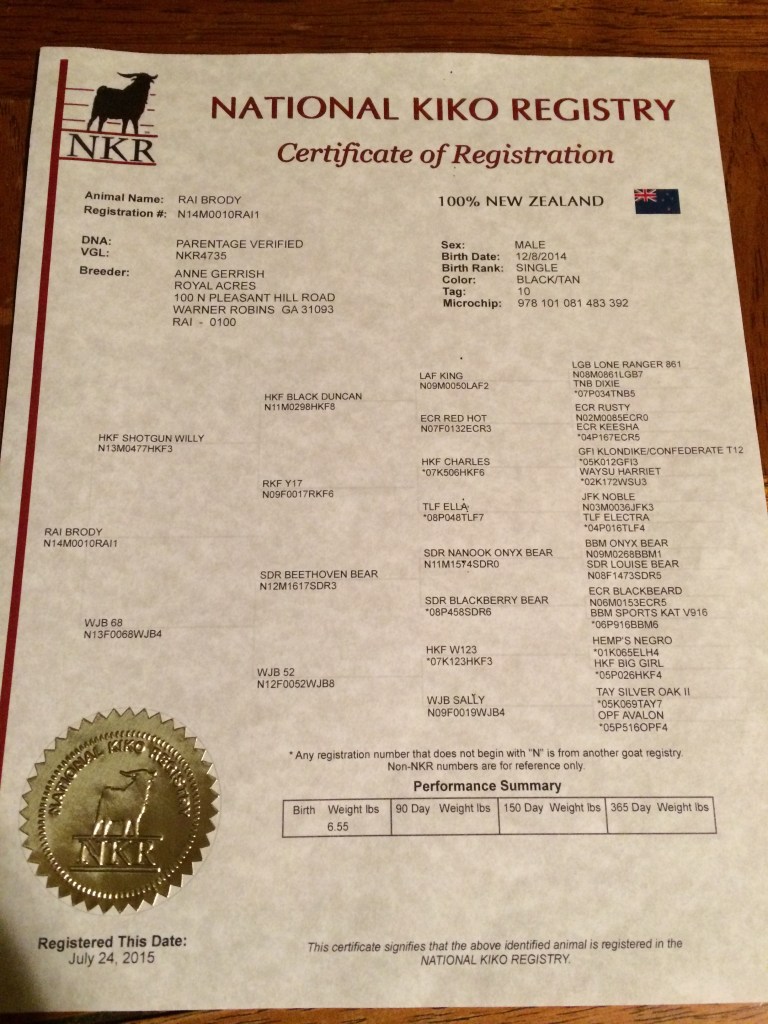 NKR
NATIONAL KIKO REGISTRY
Certificate of Registration
Animal Name: RAI BRODY
Registration #: N14M0010RAI1
100% NEW ZEALAND
DNA: PARENTAGE VERIFIED
VGL: NKR4735
Breeder: ANNE GERRISH
ROYAL ACRES
100 N PLEASANT HILL ROAD
WARNER ROBINS GA 31093
RAI - 0100
Sex: MALE
Birth Date: 12/8/2014
Birth Rank: SINGLE
Color: BLACK/TAN
Tag: 10
Microchip: 978 101 081 483 392
RAI BRODY
N14M0010RAI1
HKF SHOTGUN WILLY
N13M0477HKF3
WJB 68
N13F0068WJB4
HKF BLACK DUNCAN
N11M0298HKF8
RKF Y17
N09F0017RKF6
SDR BEETHOVEN BEAR
N12M1617SDR3
WJB 52
N12F0052WJB8
LAF KING
N09M0050LAF2
ECR RED HOT
N07F0132ECR3
HKF CHARLES
*07K506HKF6
TLF ELLA
*08P048TLF7
SDR NANOOK ONYX BEAR
N11M1574SDR0
SDR BLACKBERRY BEAR
*08P458SDR6
HKF W123
*07K123HKF3
WJB SALLY
N09F0019WJB4
LGB LONE RANGER 861
N08M0861LGB7
TNB DIXIE
*07P034TNB5
ECR RUSTY
N02M0085ECR0
ECR KEESHA
*04P167ECR5
GFI KLONDIKE/CONFEDERATE T12
*05K012GFI3
WAYSU HARRIET
*02K172WSU3
JFK NOBLE
N03M0036JFK3
TLF ELECTRA
*04P016TLF4
BBM ONYX BEAR
N09M0268BBM1
SDR LOUISE BEAR
N08F1473SDR5
ECR BLACKBEARD
N06M0153ECR5
BBM SPORTS KAT V916
*06P916BBM6
HEMP'S NEGRO
*01K065ELH4
HKF BIG GIRL
*05P026HKF4
TAY SILVER OAK II
*05K069TAY7
OPF AVALON
*05P516OPF4
* Any registration number that does not begin with "N" is from another goat registry.
Non-NKR numbers are for reference only.
Performance Summary
Birth Weight lbs 90 Day Weight lbs 150 Day Weight lbs 365 Day Weight lbs
6.55
NATIONAL KIKO REGISTRY
NKR
Registered This Date:
July 24, 2015
This certificate signifies that the above identified animal is registered in the
NATIONAL KIKO REGISTRY.